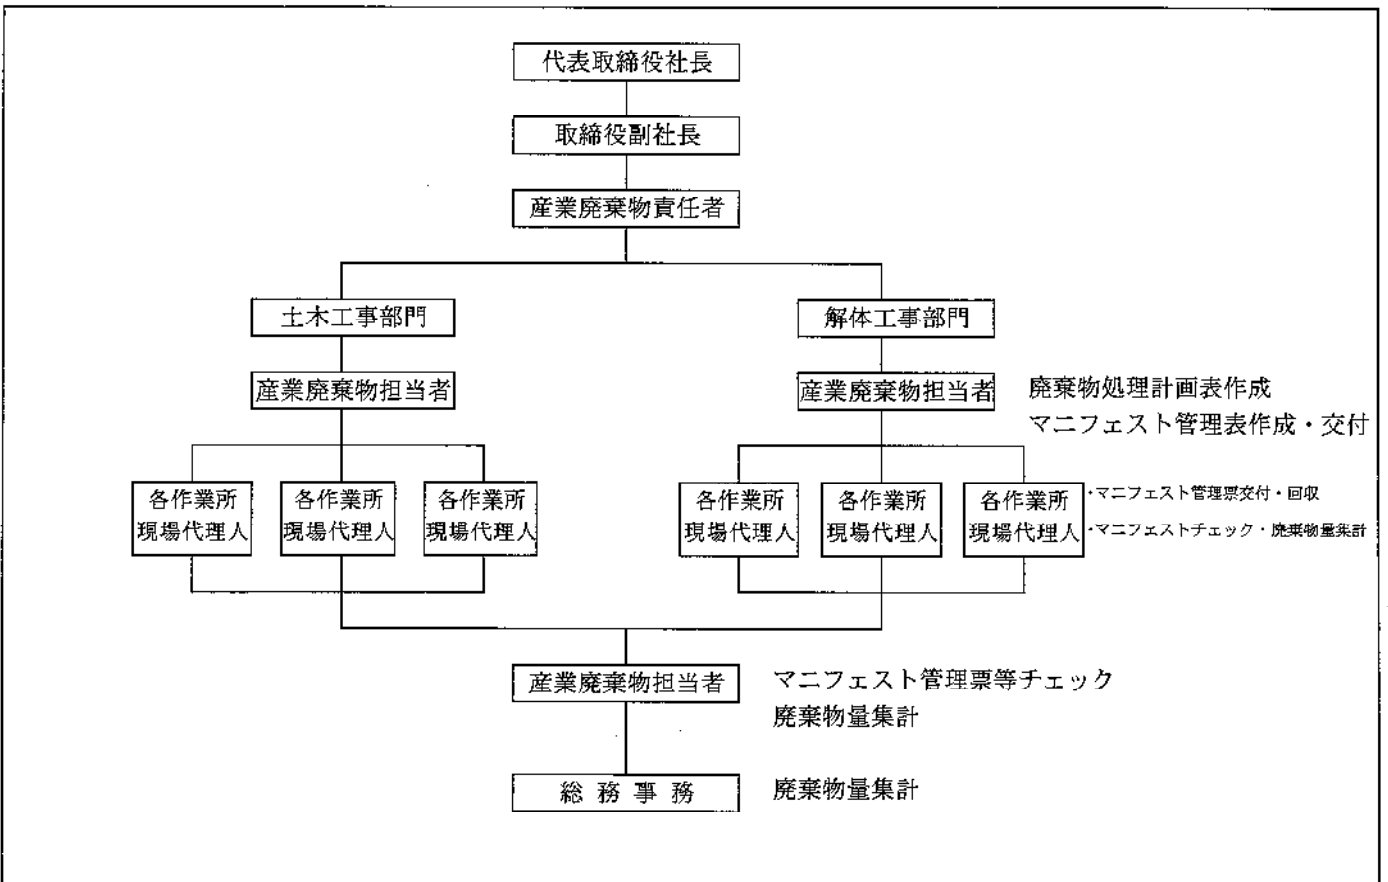 代表取締役社長
取締役副社長
産業廃棄物責任者
土木工事部門
解体工事部門
産業廃棄物担当者
産業廃棄物担当者
廃棄物処理計画表作成
マニフェスト管理表作成・交付
各作業所
現場代理人
各作業所
現場代理人
各作業所
現場代理人
各作業所
現場代理人
各作業所
現場代理人
各作業所
現場代理人
・マニフェスト管理票交付・回収
・マニフェストチェック・廃棄物量集計
産業廃棄物担当者
マニフェスト管理票等チェック
廃棄物量集計
総務事務
廃棄物量集計